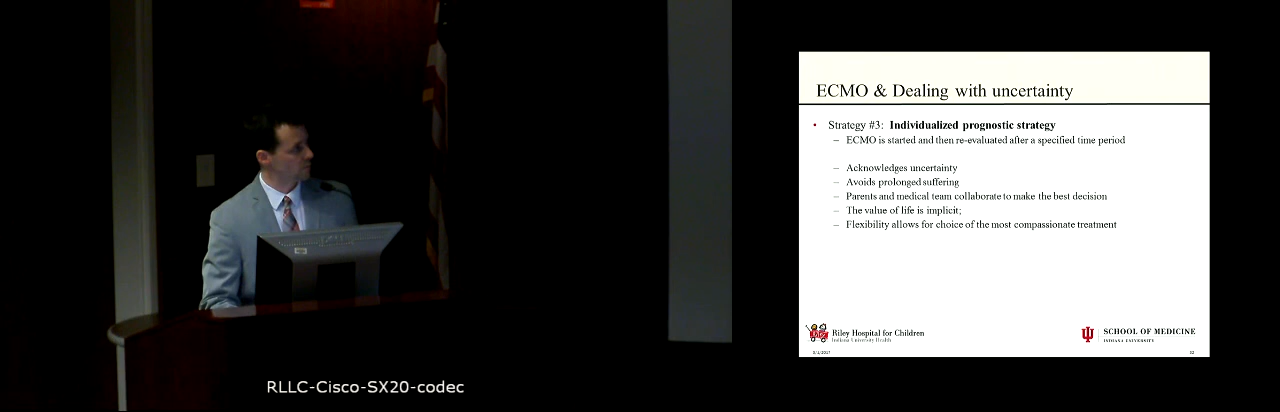 ECMO & Dealing with uncertainty
• Strategy #3: Individualized prognostic strategy
– ECMO is started and then re-evaluated after a specified time period
– Acknowledges uncertainty
– Avoids prolonged suffering
– Parents and medical team collaborate to make the best decision
– The value of life is implicit;
– Flexibility allows for choice of the most compassionate treatment
Riley Hospital for Children
Indiana University Health
SCHOOL OF MEDICINE
INDIANA UNIVERSITY
32
RLLC-Cisco-SX20-codec